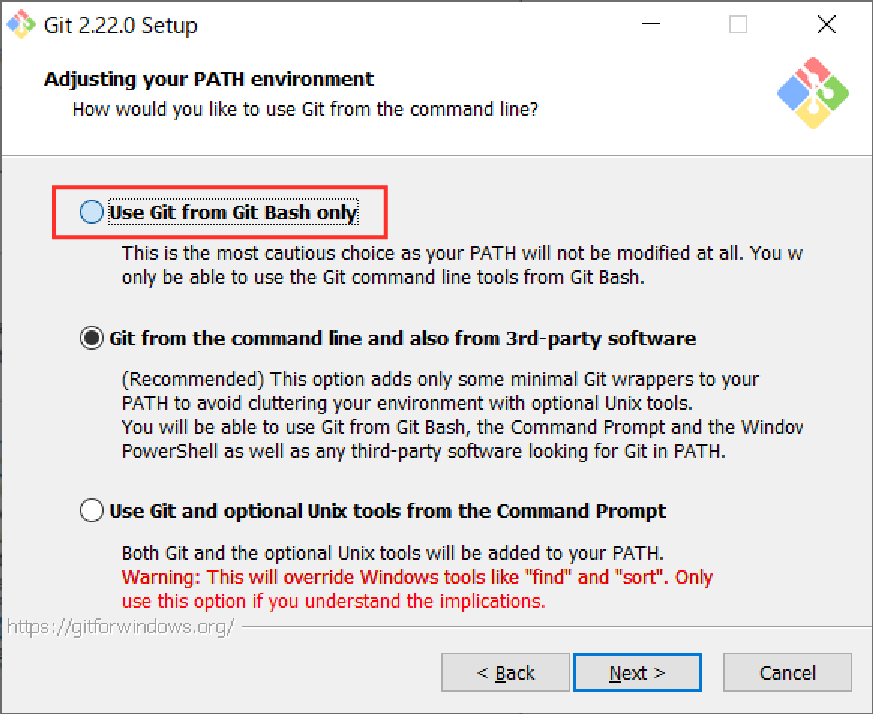 Git 2.22.0 Setup
Adjusting your PATH environment
How would you like to use Git from the command line?
Use Git from Git Bash only
This is the most cautious choice as your PATH will not be modified at all. You w
only be able to use the Git command line tools from Git Bash.
Git from the command line and also from 3rd-party software
(Recommended) This option adds only some minimal Git wrappers to your
PATH to avoid cluttering your environment with optional Unix tools.
You will be able to use Git from Git Bash, the Command Prompt and the Window
PowerShell as well as any third-party software looking for Git in PATH.
Use Git and optional Unix tools from the Command Prompt
Both Git and the optional Unix tools will be added to your PATH.
Warning: This will override Windows tools like "find" and "sort". Only
use this option if you understand the implications.
https://gitforwindows.org/
< Back
Next >
Cancel